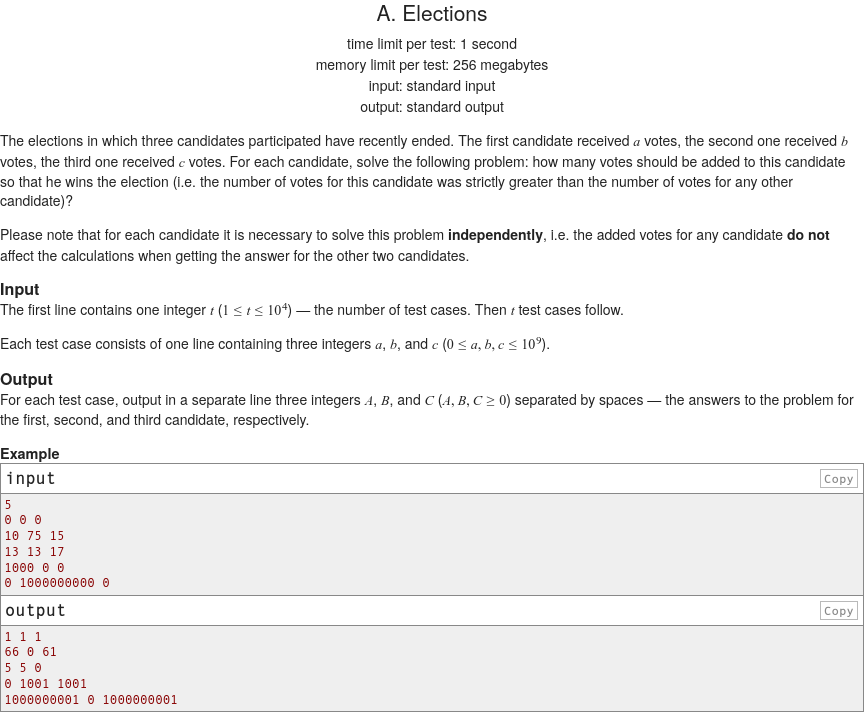 A. Elections
time limit per test: 1 second
memory limit per test: 256 megabytes
input: standard input
output: standard output
The elections in which three candidates participated have recently ended. The first candidate received a votes, the second one received b
votes, the third one received c votes. For each candidate, solve the following problem: how many votes should be added to this candidate
so that he wins the election (i.e. the number of votes for this candidate was strictly greater than the number of votes for any other
candidate)?
Please note that for each candidate it is necessary to solve this problem independently, i.e. the added votes for any candidate do not
affect the calculations when getting the answer for the other two candidates.
Input
The first line contains one integer t (1 ≤ t ≤ 10⁴) — the number of test cases. Then t test cases follow.
Each test case consists of one line containing three integers a, b, and c (0 ≤ a, b, c ≤ 10⁹).
Output
For each test case, output in a separate line three integers A, B, and C (A, B, C ≥ 0) separated by spaces — the answers to the problem for
the first, second, and third candidate, respectively.
Example
input Copy
5
0 0 0
10 75 15
13 13 17
1000 0 0
0 1000000000 0
output Copy
1 1 1
66 0 61
5 5 0
0 1001 1001
1000000001 0 1000000001